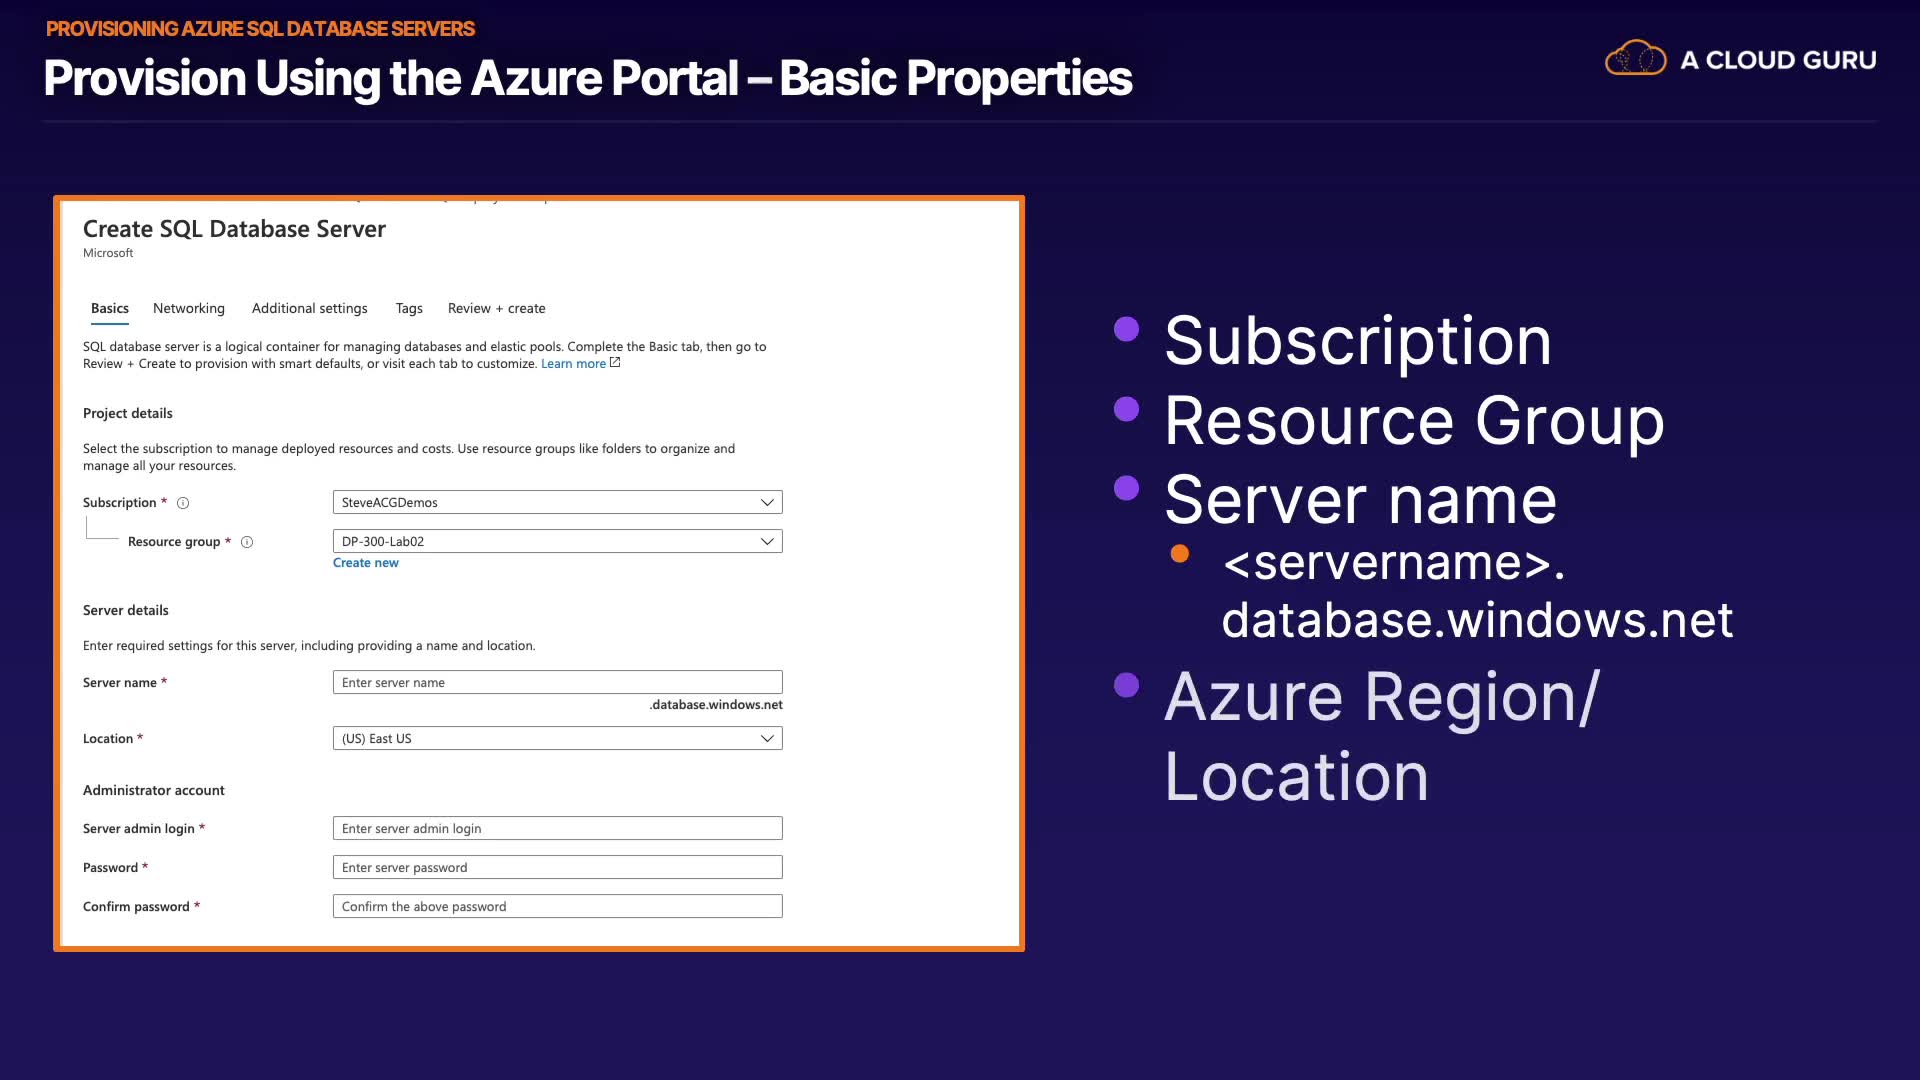 PROVISIONING AZURE SQL DATABASE SERVERS
Provision Using the Azure Portal – Basic Properties
A CLOUD GURU
Create SQL Database Server
Microsoft
Basics Networking Additional settings Tags Review + create
SQL database server is a logical container for managing databases and elastic pools. Complete the Basic tab, then go to
Review + Create to provision with smart defaults, or visit each tab to customize. Learn more
Project details
Select the subscription to manage deployed resources and costs. Use resource groups like folders to organize and
manage all your resources.
Subscription * SteveACGDemos
Resource group * DP-300-Lab02
Create new
Server details
Enter required settings for this server, including providing a name and location.
Server name * Enter server name
.database.windows.net
Location * (US) East US
Administrator account
Server admin login * Enter server admin login
Password * Enter server password
Confirm password * Confirm the above password
• Subscription
• Resource Group
• Server name
• <servername>.
database.windows.net
• Azure Region/
Location